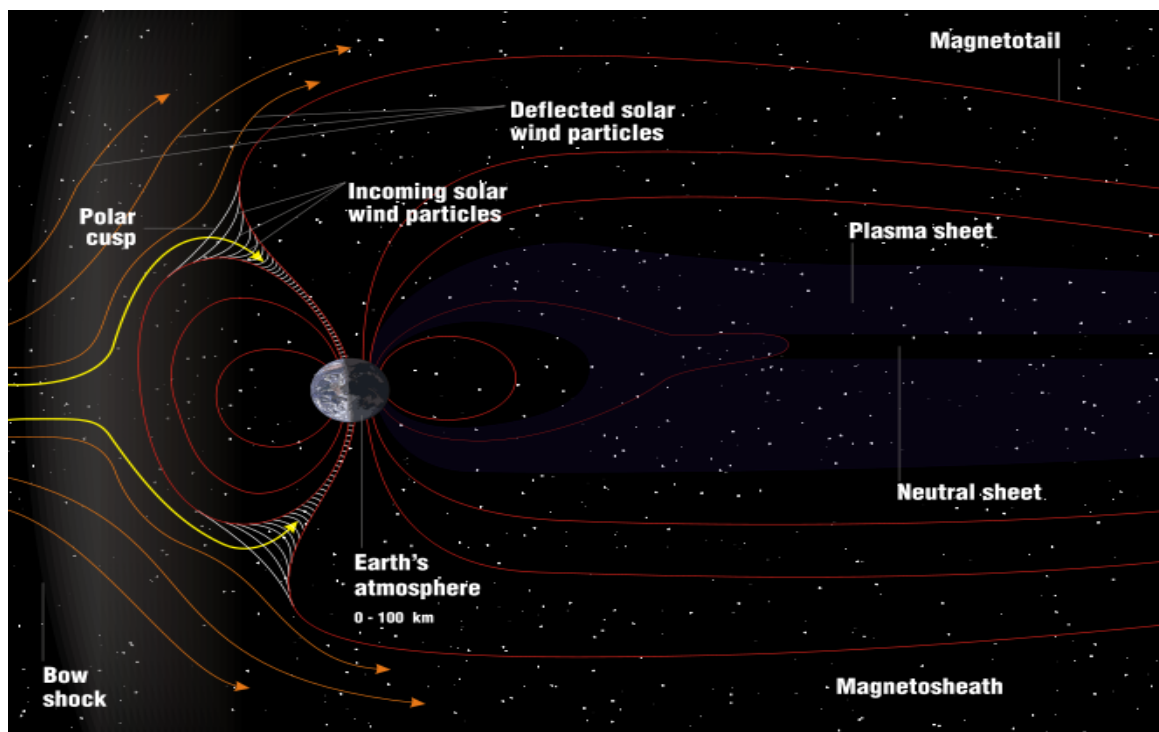 Magnetotail
Deflected solar
wind particles
Incoming solar
wind particles
Polar
cusp
Plasma sheet
Neutral sheet
Earth's
atmosphere
0 - 100 km
Bow
shock
Magnetosheath